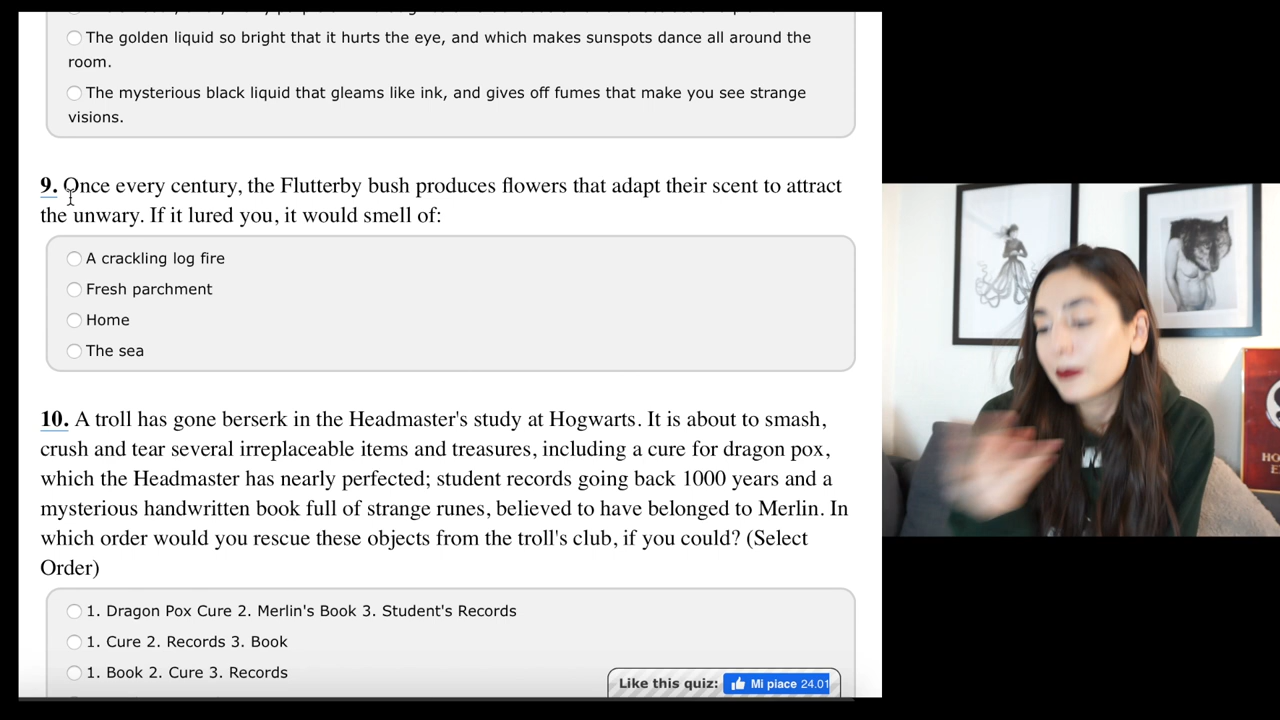 The golden liquid so bright that it hurts the eye, and which makes sunspots dance all around the
room.
The mysterious black liquid that gleams like ink, and gives off fumes that make you see strange
visions.
9. Once every century, the Flutterby bush produces flowers that adapt their scent to attract
the unwary. If it lured you, it would smell of:
A crackling log fire
Fresh parchment
Home
The sea
10. A troll has gone berserk in the Headmaster's study at Hogwarts. It is about to smash,
crush and tear several irreplaceable items and treasures, including a cure for dragon pox,
which the Headmaster has nearly perfected; student records going back 1000 years and a
mysterious handwritten book full of strange runes, believed to have belonged to Merlin. In
which order would you rescue these objects from the troll's club, if you could? (Select
Order)
1. Dragon Pox Cure 2. Merlin's Book 3. Student's Records
1. Cure 2. Records 3. Book
1. Book 2. Cure 3. Records
Like this quiz: Mi piace 24.01
HO
E